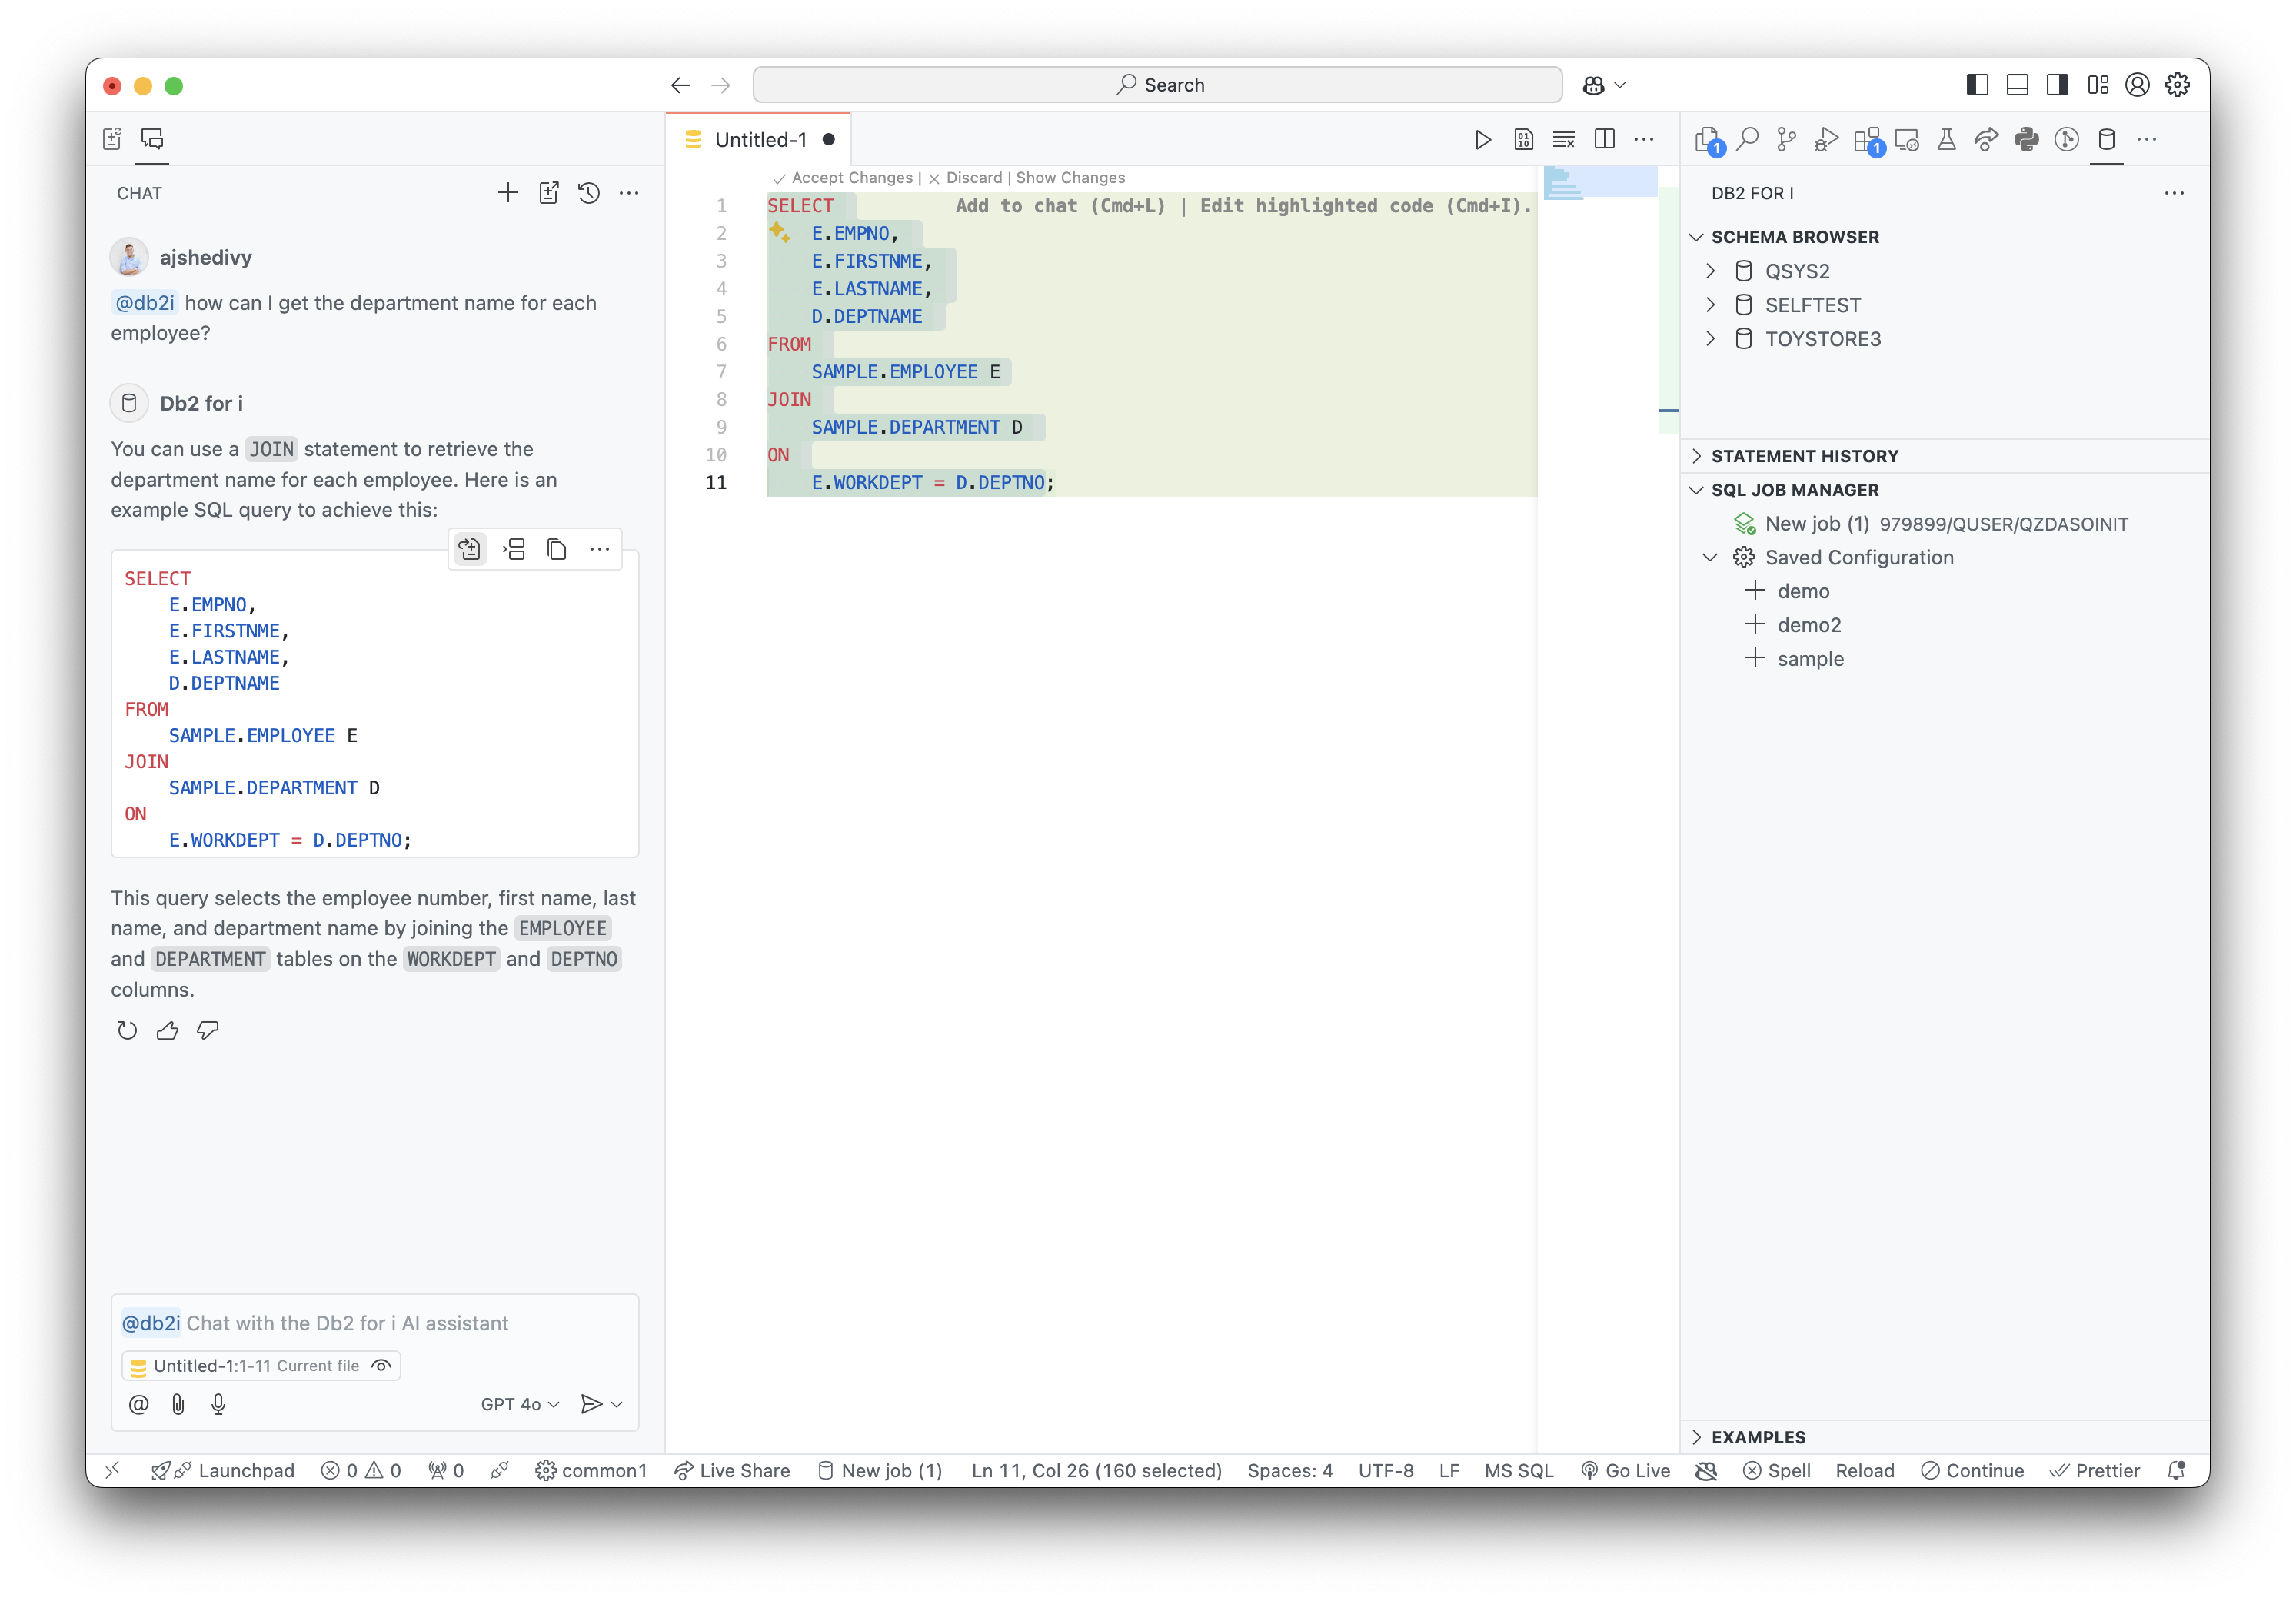 Search
CHAT
ajshedivy
@db2i how can I get the department name for each
employee?
Db2 for i
You can use a JOIN statement to retrieve the
department name for each employee. Here is an
example SQL query to achieve this:
SELECT
E.EMPNO,
E.FIRSTNME,
E.LASTNAME,
D.DEPTNAME
FROM
SAMPLE.EMPLOYEE E
JOIN
SAMPLE.DEPARTMENT D
ON
E.WORKDEPT = D.DEPTNO;
This query selects the employee number, first name, last
name, and department name by joining the EMPLOYEE
and DEPARTMENT tables on the WORKDEPT and DEPTNO
columns.
@db2i Chat with the Db2 for i AI assistant
Untitled-1:1-11 Current file
GPT 4o
Untitled-1
Accept Changes | Discard | Show Changes
1 SELECT Add to chat (Cmd+L) | Edit highlighted code (Cmd+I).
2 E.EMPNO,
3 E.FIRSTNME,
4 E.LASTNAME,
5 D.DEPTNAME
6 FROM
7 SAMPLE.EMPLOYEE E
8 JOIN
9 SAMPLE.DEPARTMENT D
10 ON
11 E.WORKDEPT = D.DEPTNO;
1 1
DB2 FOR I
SCHEMA BROWSER
QSYS2
SELFTEST
TOYSTORE3
STATEMENT HISTORY
SQL JOB MANAGER
New job (1) 979899/QUSER/QZDASOINIT
Saved Configuration
demo
demo2
sample
EXAMPLES
Launchpad 0 0 0 common1 Live Share New job (1) Ln 11, Col 26 (160 selected) Spaces: 4 UTF-8 LF MS SQL Go Live Spell Reload Continue Prettier